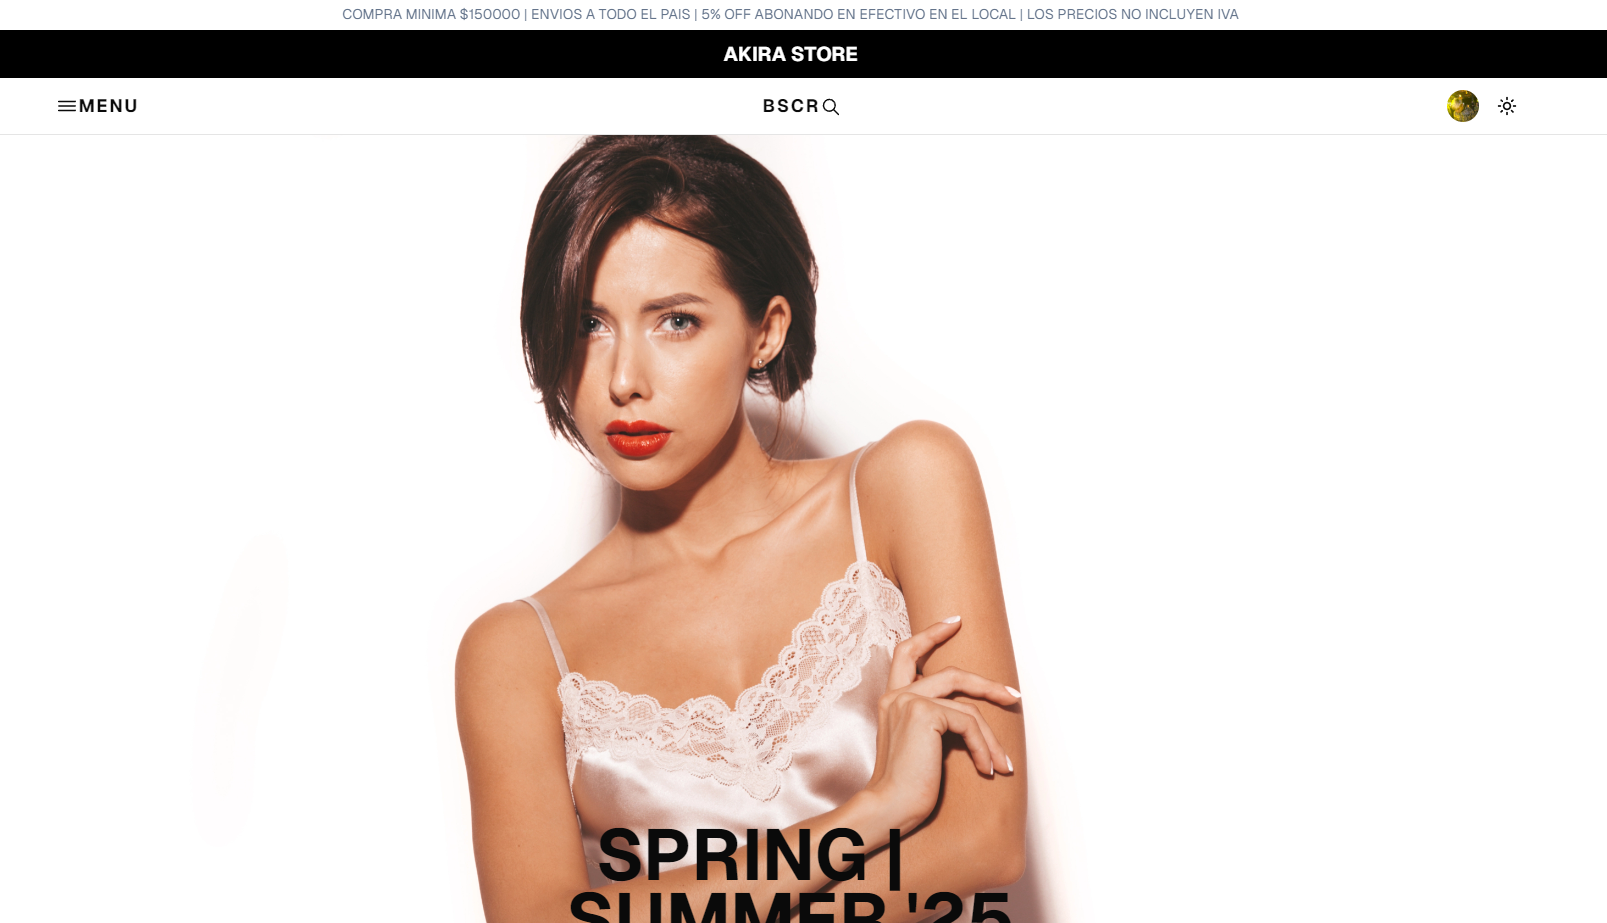 COMPRA MINIMA $150000 | ENVIOS A TODO EL PAIS | 5% OFF ABONANDO EN EFECTIVO EN EL LOCAL | LOS PRECIOS NO INCLUYEN IVA
AKIRA STORE
MENU
BSCR
SPRING |
SUMMER '25